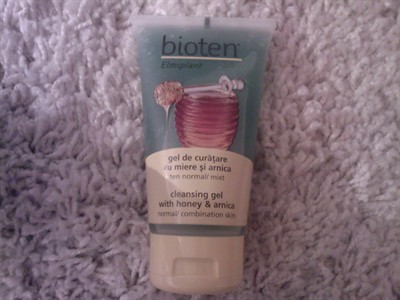 bioten
Elmiplant
gel de curățare
cu miere și arnica
ten normal/ mixt
cleansing gel
with honey & arnica
normal/ combination skin